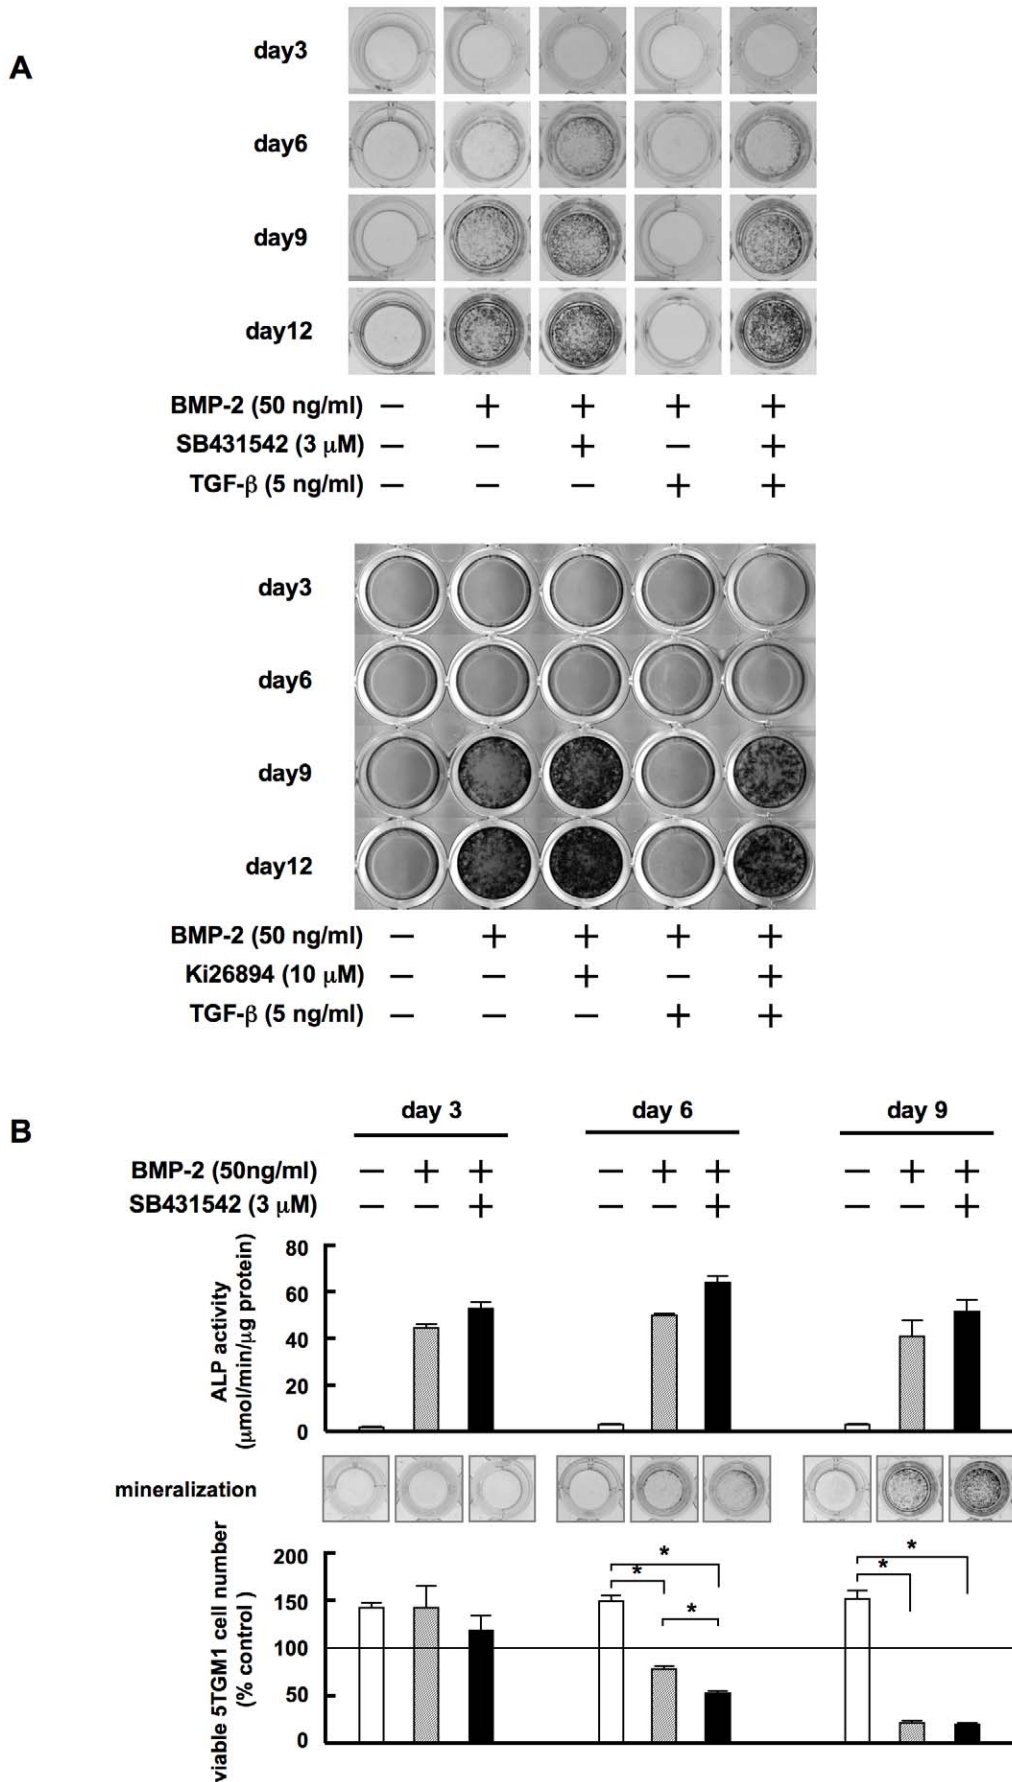 A
day3
day6
day9
day12
BMP-2 (50 ng/ml) − + + + +
SB431542 (3 μM) − − + − +
TGF-β (5 ng/ml) − − − + +
day3
day6
day9
day12
BMP-2 (50 ng/ml) − + + + +
Ki26894 (10 μM) − − + − +
TGF-β (5 ng/ml) − − − + +
B
day 3 day 6 day 9
BMP-2 (50ng/ml) − + + − + + − + +
SB431542 (3 μM) − − + − − + − − +
ALP activity
(μmol/min/μg protein)
80
60
40
20
0
mineralization
viable 5TGM1 cell number
(% control )
200
150
100
50
0
* * *
* *